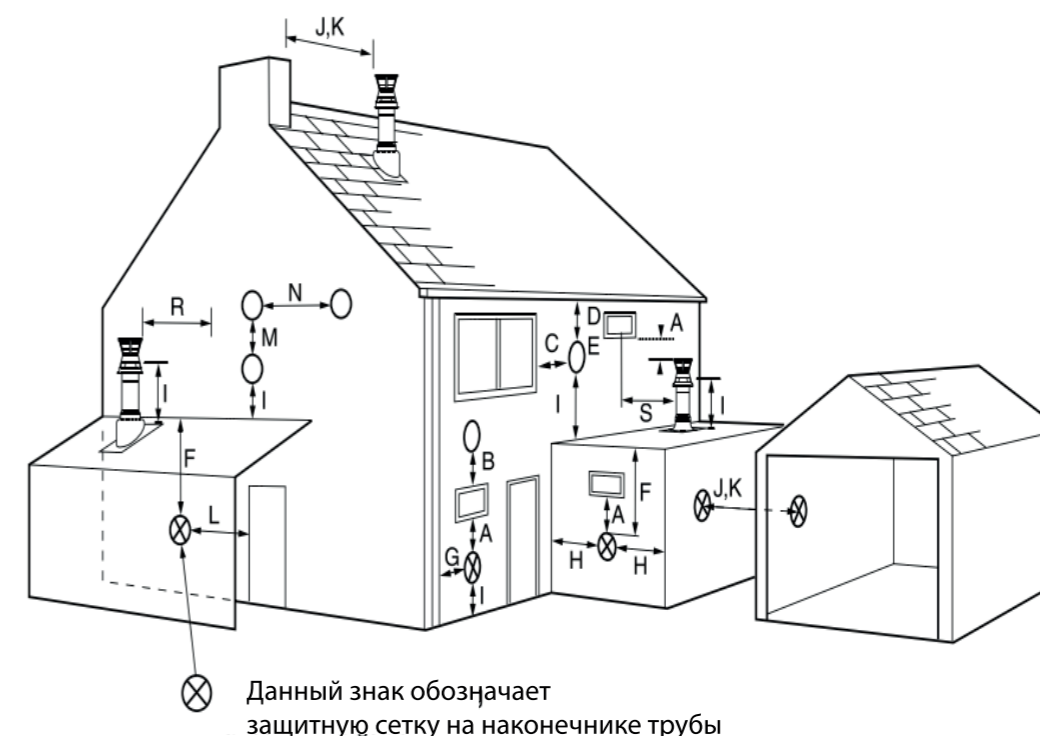 J,K
N
R
D
A
M
C
E
I
I
S
I
I
F
B
F
J,K
L
A
A
G
H
H
I
Данный знак обозначает
защитную сетку на наконечнике трубы